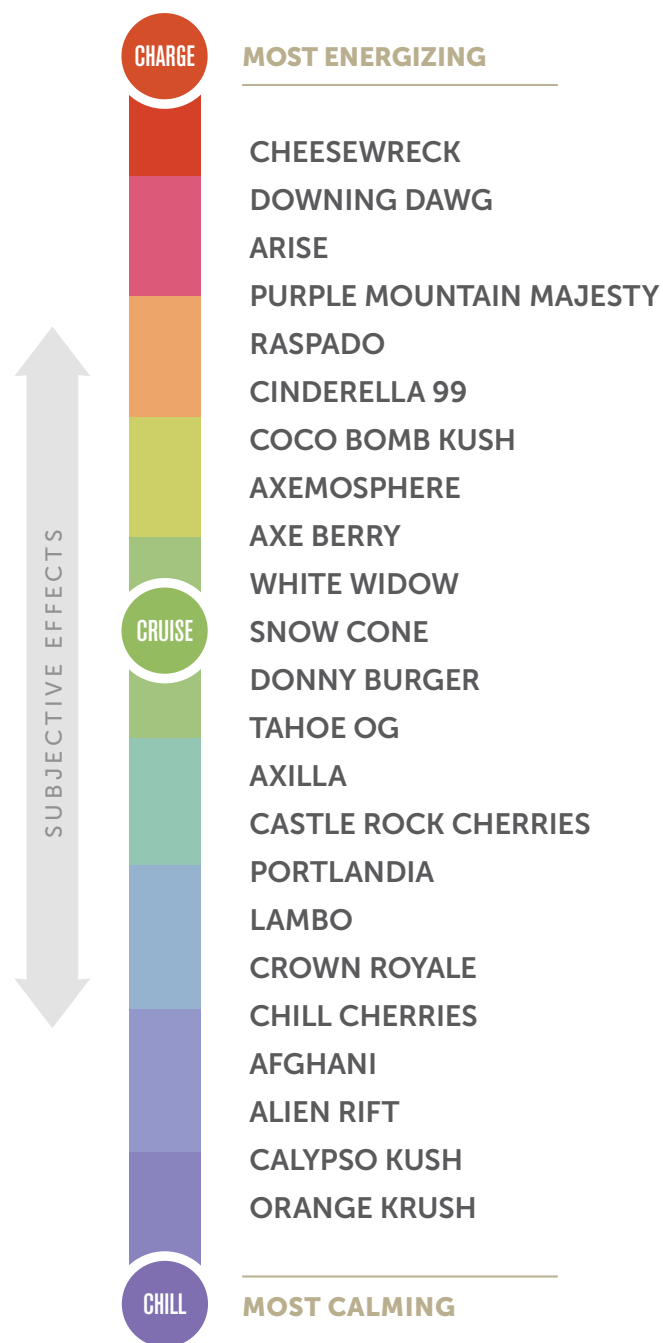 CHARGE
MOST ENERGIZING
CHEESEWRECK
DOWNING DAWG
ARISE
PURPLE MOUNTAIN MAJESTY
RASPADO
CINDERELLA 99
COCO BOMB KUSH
AXEMOSPHERE
AXE BERRY
WHITE WIDOW
SUBJECTIVE EFFECTS
CRUISE
SNOW CONE
DONNY BURGER
TAHOE OG
AXILLA
CASTLE ROCK CHERRIES
PORTLANDIA
LAMBO
CROWN ROYALE
CHILL CHERRIES
AFGHANI
ALIEN RIFT
CALYPSO KUSH
ORANGE KRUSH
CHILL
MOST CALMING